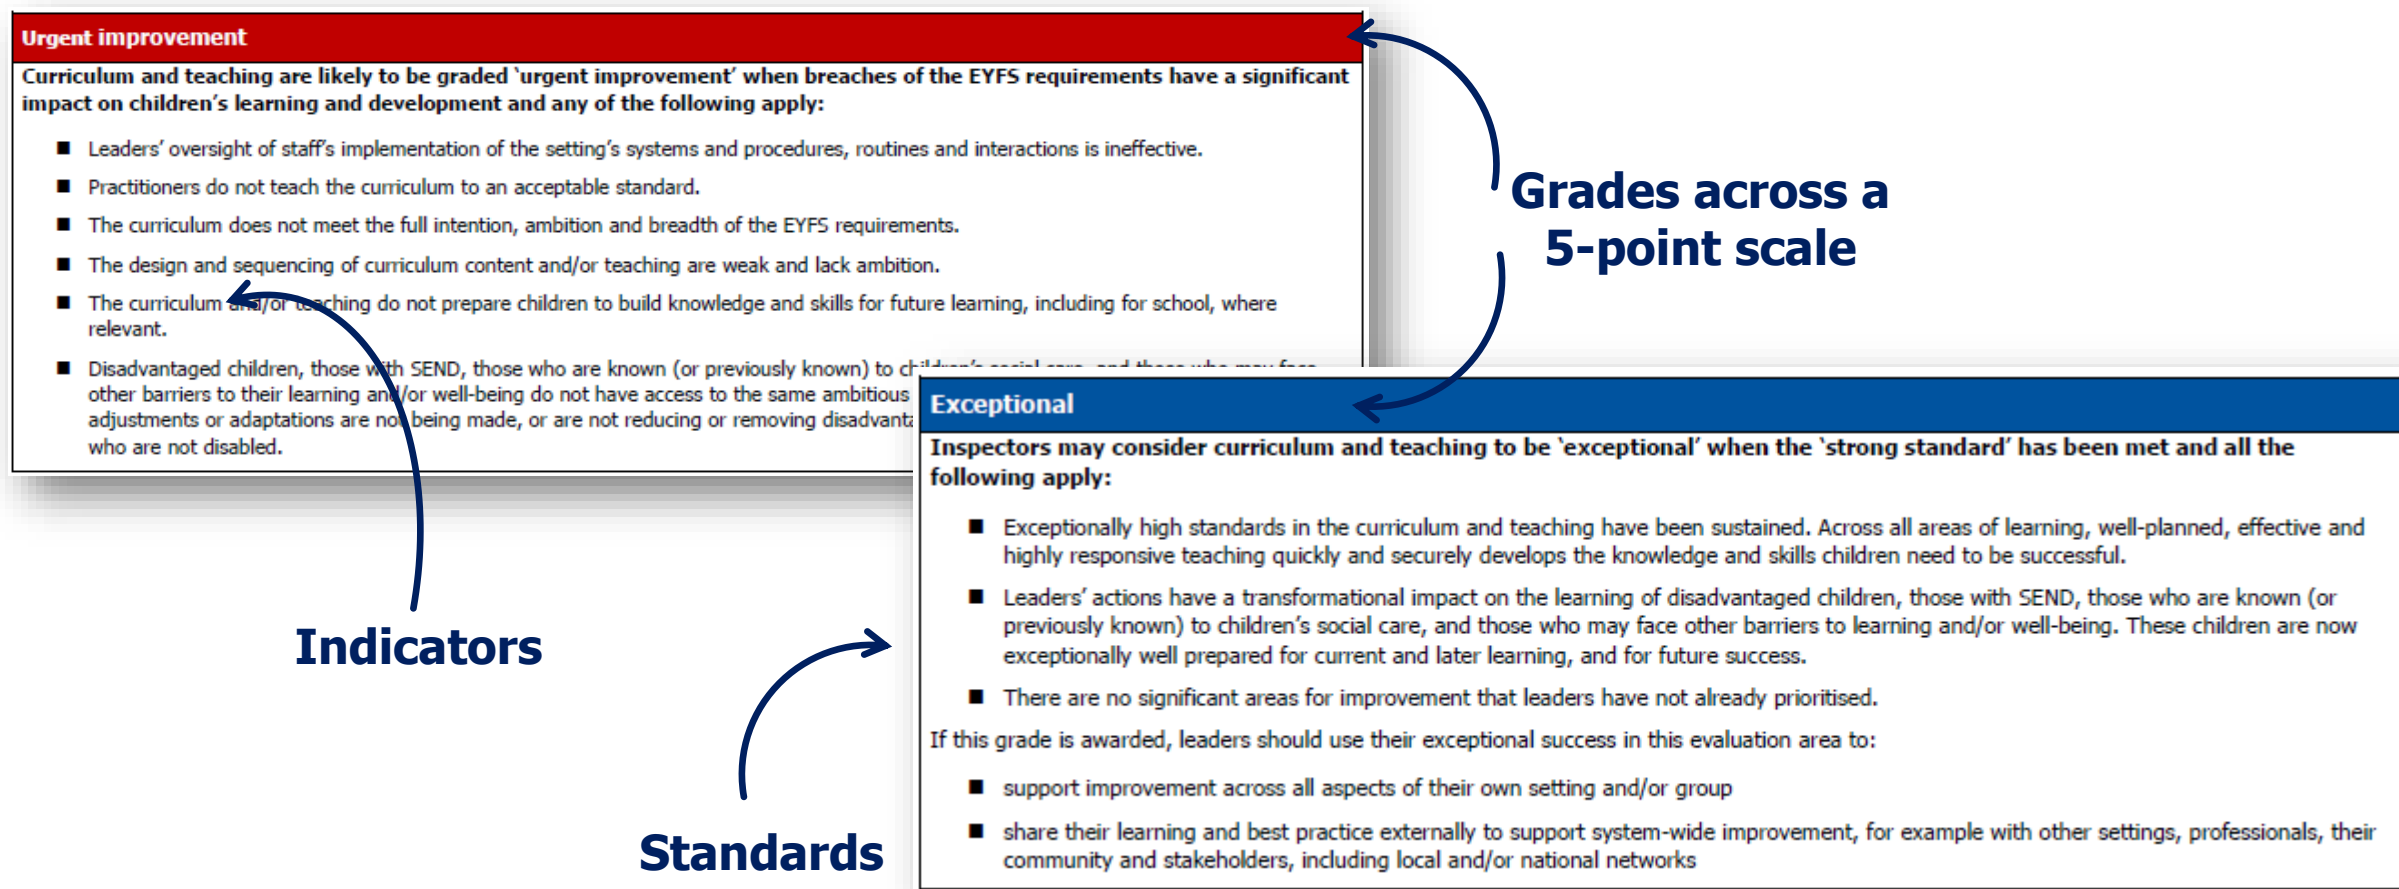 Urgent improvement
Curriculum and teaching are likely to be graded ‘urgent improvement’ when breaches of the EYFS requirements have a significant
impact on children’s learning and development and any of the following apply:
■ Leaders’ oversight of staff’s implementation of the setting’s systems and procedures, routines and interactions is ineffective.
■ Practitioners do not teach the curriculum to an acceptable standard.
■ The curriculum does not meet the full intention, ambition and breadth of the EYFS requirements.
■ The design and sequencing of curriculum content and/or teaching are weak and lack ambition.
■ The curriculum and/or teaching do not prepare children to build knowledge and skills for future learning, including for school, where
relevant.
■ Disadvantaged children, those with SEND, those who are known (or previously known) to children’s social care, and those who may face
other barriers to their learning and/or well-being do not have access to the same ambitious
adjustments or adaptations are not being made, or are not reducing or removing
who are not disabled.
Grades across a
5-point scale
Indicators
Standards
Exceptional
Inspectors may consider curriculum and teaching to be ‘exceptional’ when the ‘strong standard’ has been met and all the
following apply:
■ Exceptionally high standards in the curriculum and teaching have been sustained. Across all areas of learning, well-planned, effective and
highly responsive teaching quickly and securely develops the knowledge and skills children need to be successful.
■ Leaders’ actions have a transformational impact on the learning of disadvantaged children, those with SEND, those who are known (or
previously known) to children’s social care, and those who may face other barriers to learning and/or well-being. These children are now
exceptionally well prepared for current and later learning, and for future success.
■ There are no significant areas for improvement that leaders have not already prioritised.
If this grade is awarded, leaders should use their exceptional success in this evaluation area to:
■ support improvement across all aspects of their own setting and/or group
■ share their learning and best practice externally to support system-wide improvement, for example with other settings, professionals, their
community and stakeholders, including local and/or national networks